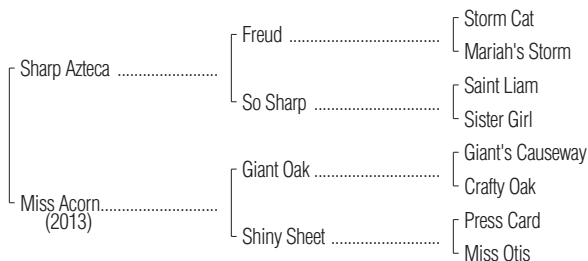 Storm Cat
Freud
Mariah's Storm
Sharp Azteca
Saint Liam
So Sharp
Sister Girl
Giant's Causeway
Giant Oak
Crafty Oak
Miss Acorn
(2013)
Press Card
Shiny Sheet
Miss Otis